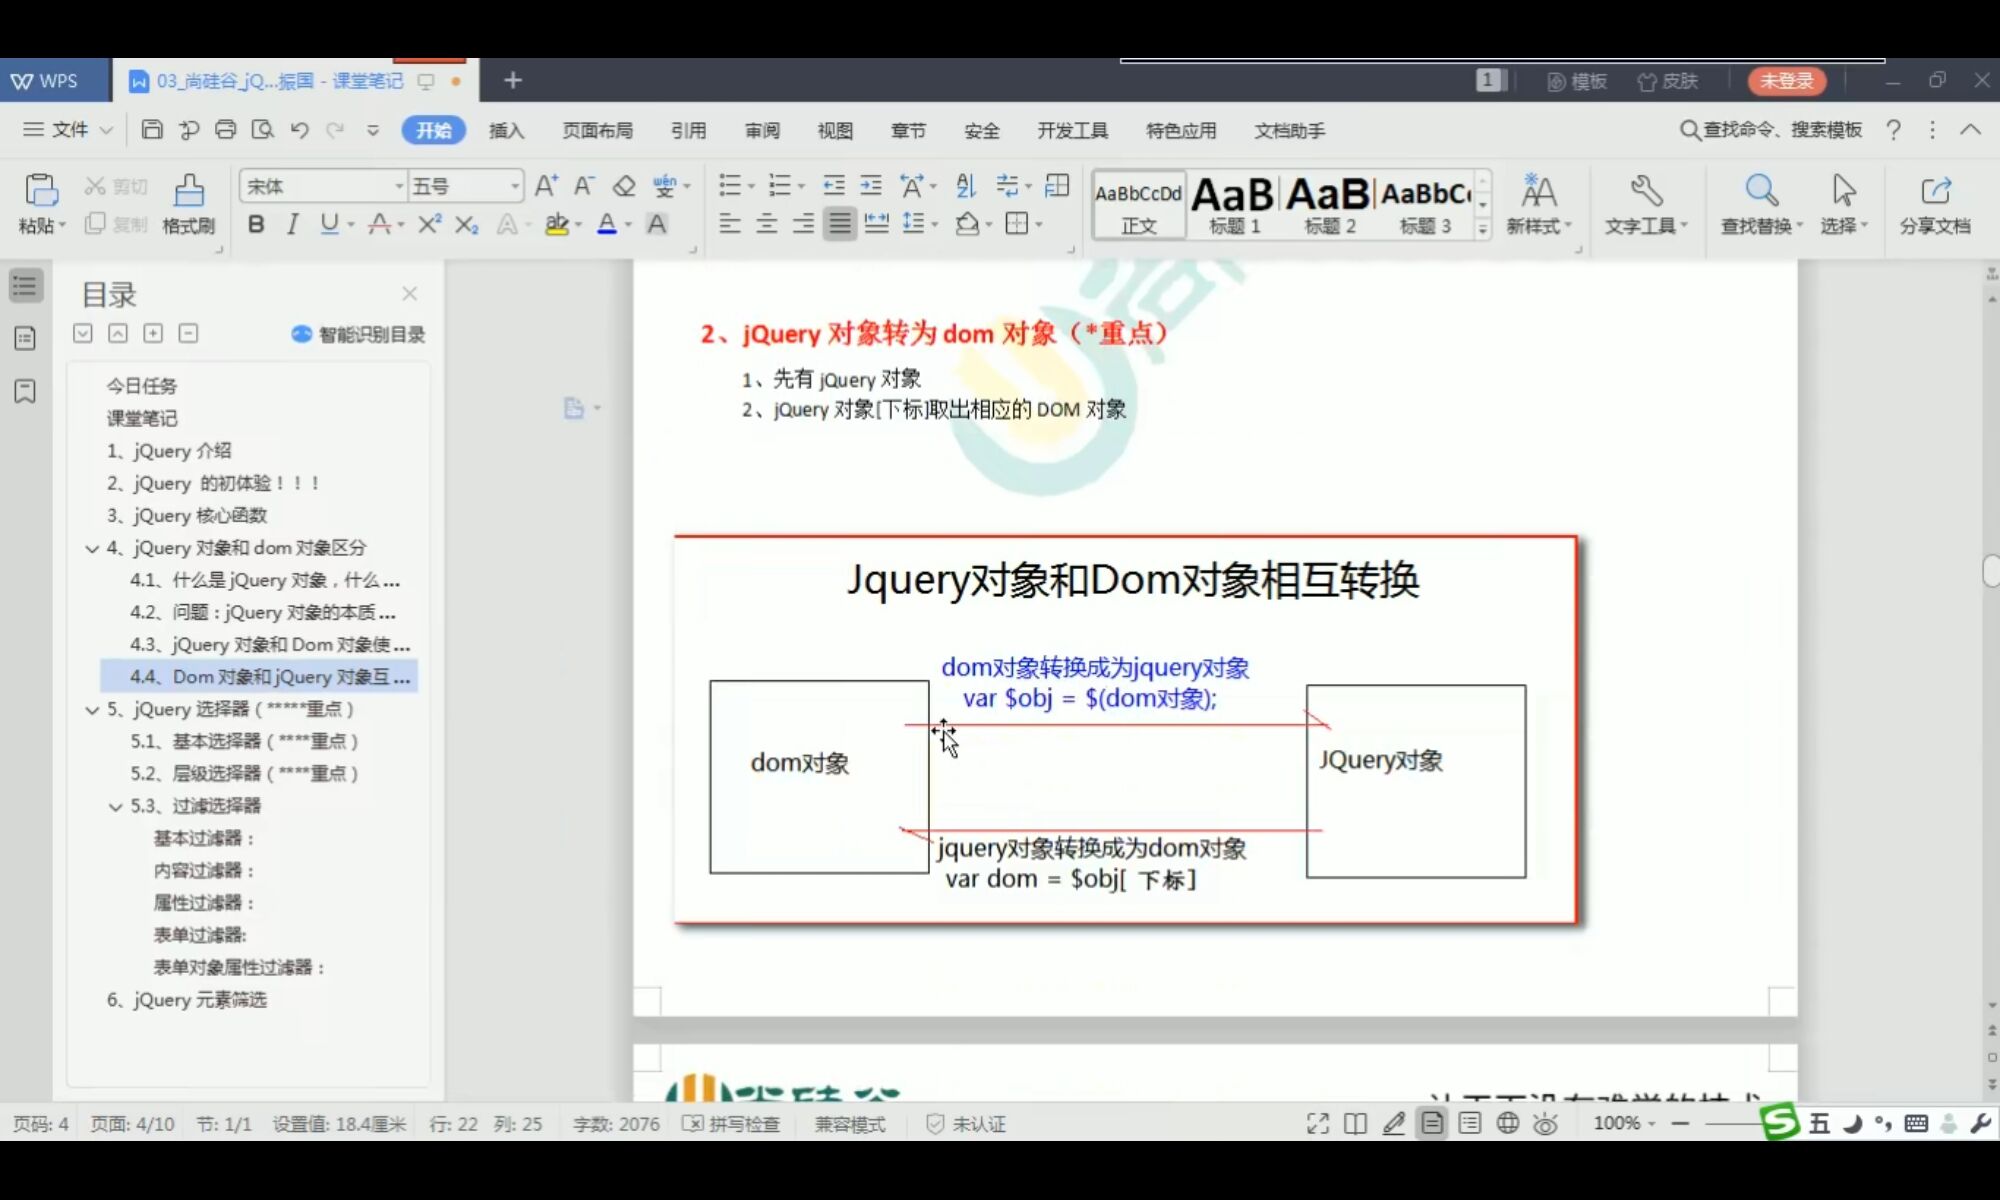 WPS
03_尚硅谷_jQ...振国 - 课堂笔记
1
模板
皮肤
未登录
文件
开始
插入
页面布局
引用
审阅
视图
章节
安全
开发工具
特色应用
文档助手
查找命令、搜索模板
粘贴
剪切
复制
格式刷
宋体
五号
AaBbCcDd
正文
AaB
标题 1
AaB
标题 2
AaBbC
标题 3
新样式
文字工具
查找替换
选择
分享文档
目录
智能识别目录
今日任务
课堂笔记
1、jQuery 介绍
2、jQuery 的初体验！！！
3、jQuery 核心函数
4、jQuery 对象和 dom 对象区分
4.1、什么是 jQuery 对象，什么...
4.2、问题：jQuery 对象的本质...
4.3、jQuery 对象和 Dom 对象使...
4.4、Dom 对象和 jQuery 对象互...
5、jQuery 选择器（*****重点）
5.1、基本选择器（****重点）
5.2、层级选择器（****重点）
5.3、过滤选择器
基本过滤器：
内容过滤器：
属性过滤器：
表单过滤器:
表单对象属性过滤器：
6、jQuery 元素筛选
2、jQuery 对象转为 dom 对象（*重点）
1、先有 jQuery 对象
2、jQuery 对象[下标]取出相应的 DOM 对象
Jquery对象和Dom对象相互转换
dom对象转换成为jquery对象
var $obj = $(dom对象);
dom对象
JQuery对象
jquery对象转换成为dom对象
var dom = $obj[ 下标]
页码: 4
页面: 4/10
节: 1/1
设置值: 18.4厘米
行: 22
列: 25
字数: 2076
拼写检查
兼容模式
未认证
100%
五